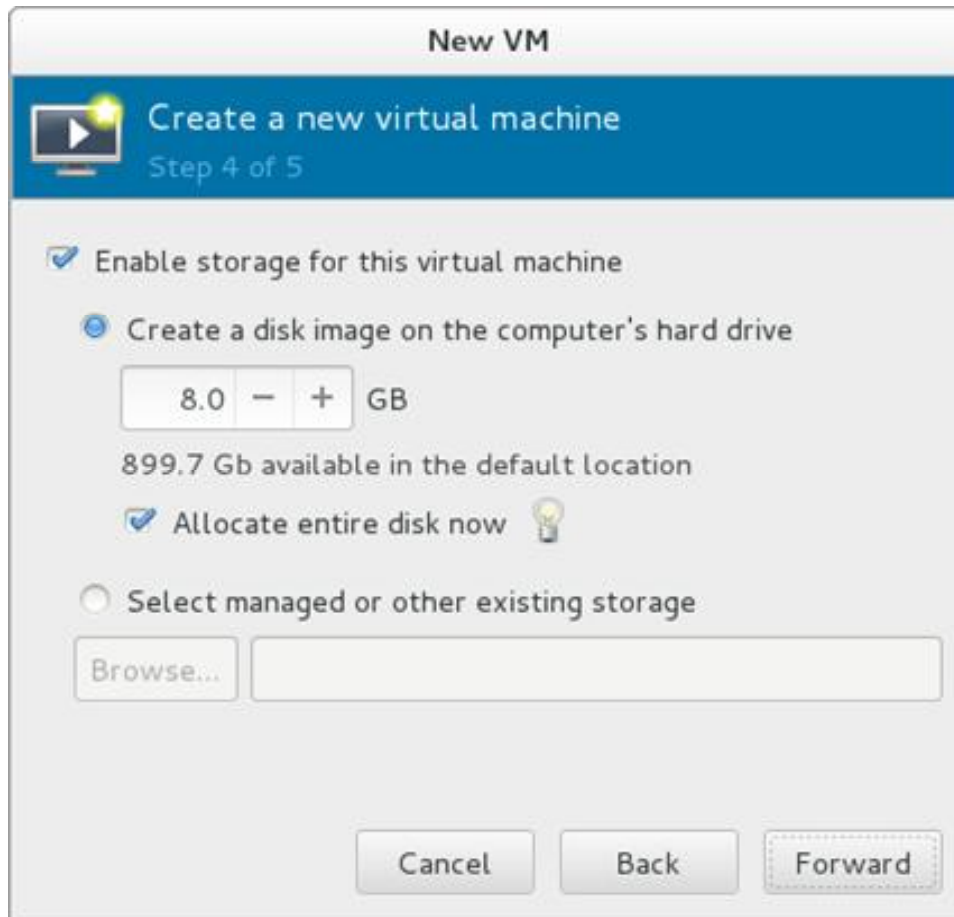 New VM
Create a new virtual machine
Step 4 of 5
Enable storage for this virtual machine
Create a disk image on the computer's hard drive
8.0 − + GB
899.7 Gb available in the default location
Allocate entire disk now
Select managed or other existing storage
Browse...
Cancel Back Forward